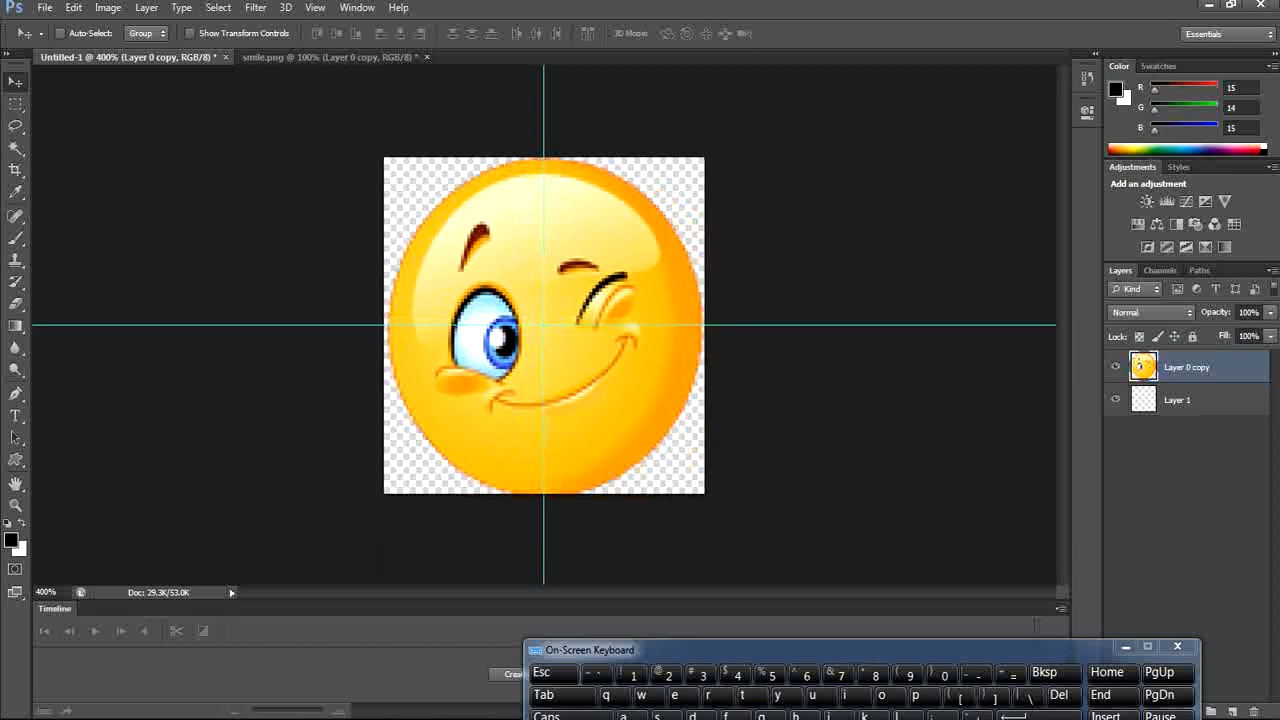 Ps File Edit Image Layer Type Select Filter 3D View Window Help
Auto-Select: Group Show Transform Controls 3D Mode: Essentials
Untitled-1 @ 400% (Layer 0 copy, RGB/8) * × smile.png @ 100% (Layer 0 copy, RGB/8) * ×
Color Swatches
R 15
G 14
B 15
Adjustments Styles
Add an adjustment
Layers Channels Paths
Kind
Normal Opacity: 100%
Lock: Fill: 100%
Layer 0 copy
Layer 1
400% Doc: 29.3K/53.0K
Timeline
On-Screen Keyboard
Esc ~ ` ! 1 @ 2 # 3 $ 4 % 5 ^ 6 & 7 * 8 ( 9 ) 0 _ - + = Bksp Home PgUp
Tab q w e r t y u i o p { [ } ] | \ Del End PgDn
Caps a s d f g h j k l Insert Pause